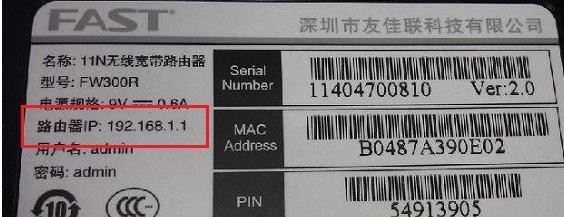 FAST
深圳市友佳联科技有限公司
名称: 11N无线宽带路由器
型号: FW300R
电源规格: 9V 0.6A
路由器IP: 192.168.1.1
用户名: admin
密码: admin
10
CCC
Serial Number
11404700810 Ver:2.0
MAC Address
B0487A390E02
PIN
54913905